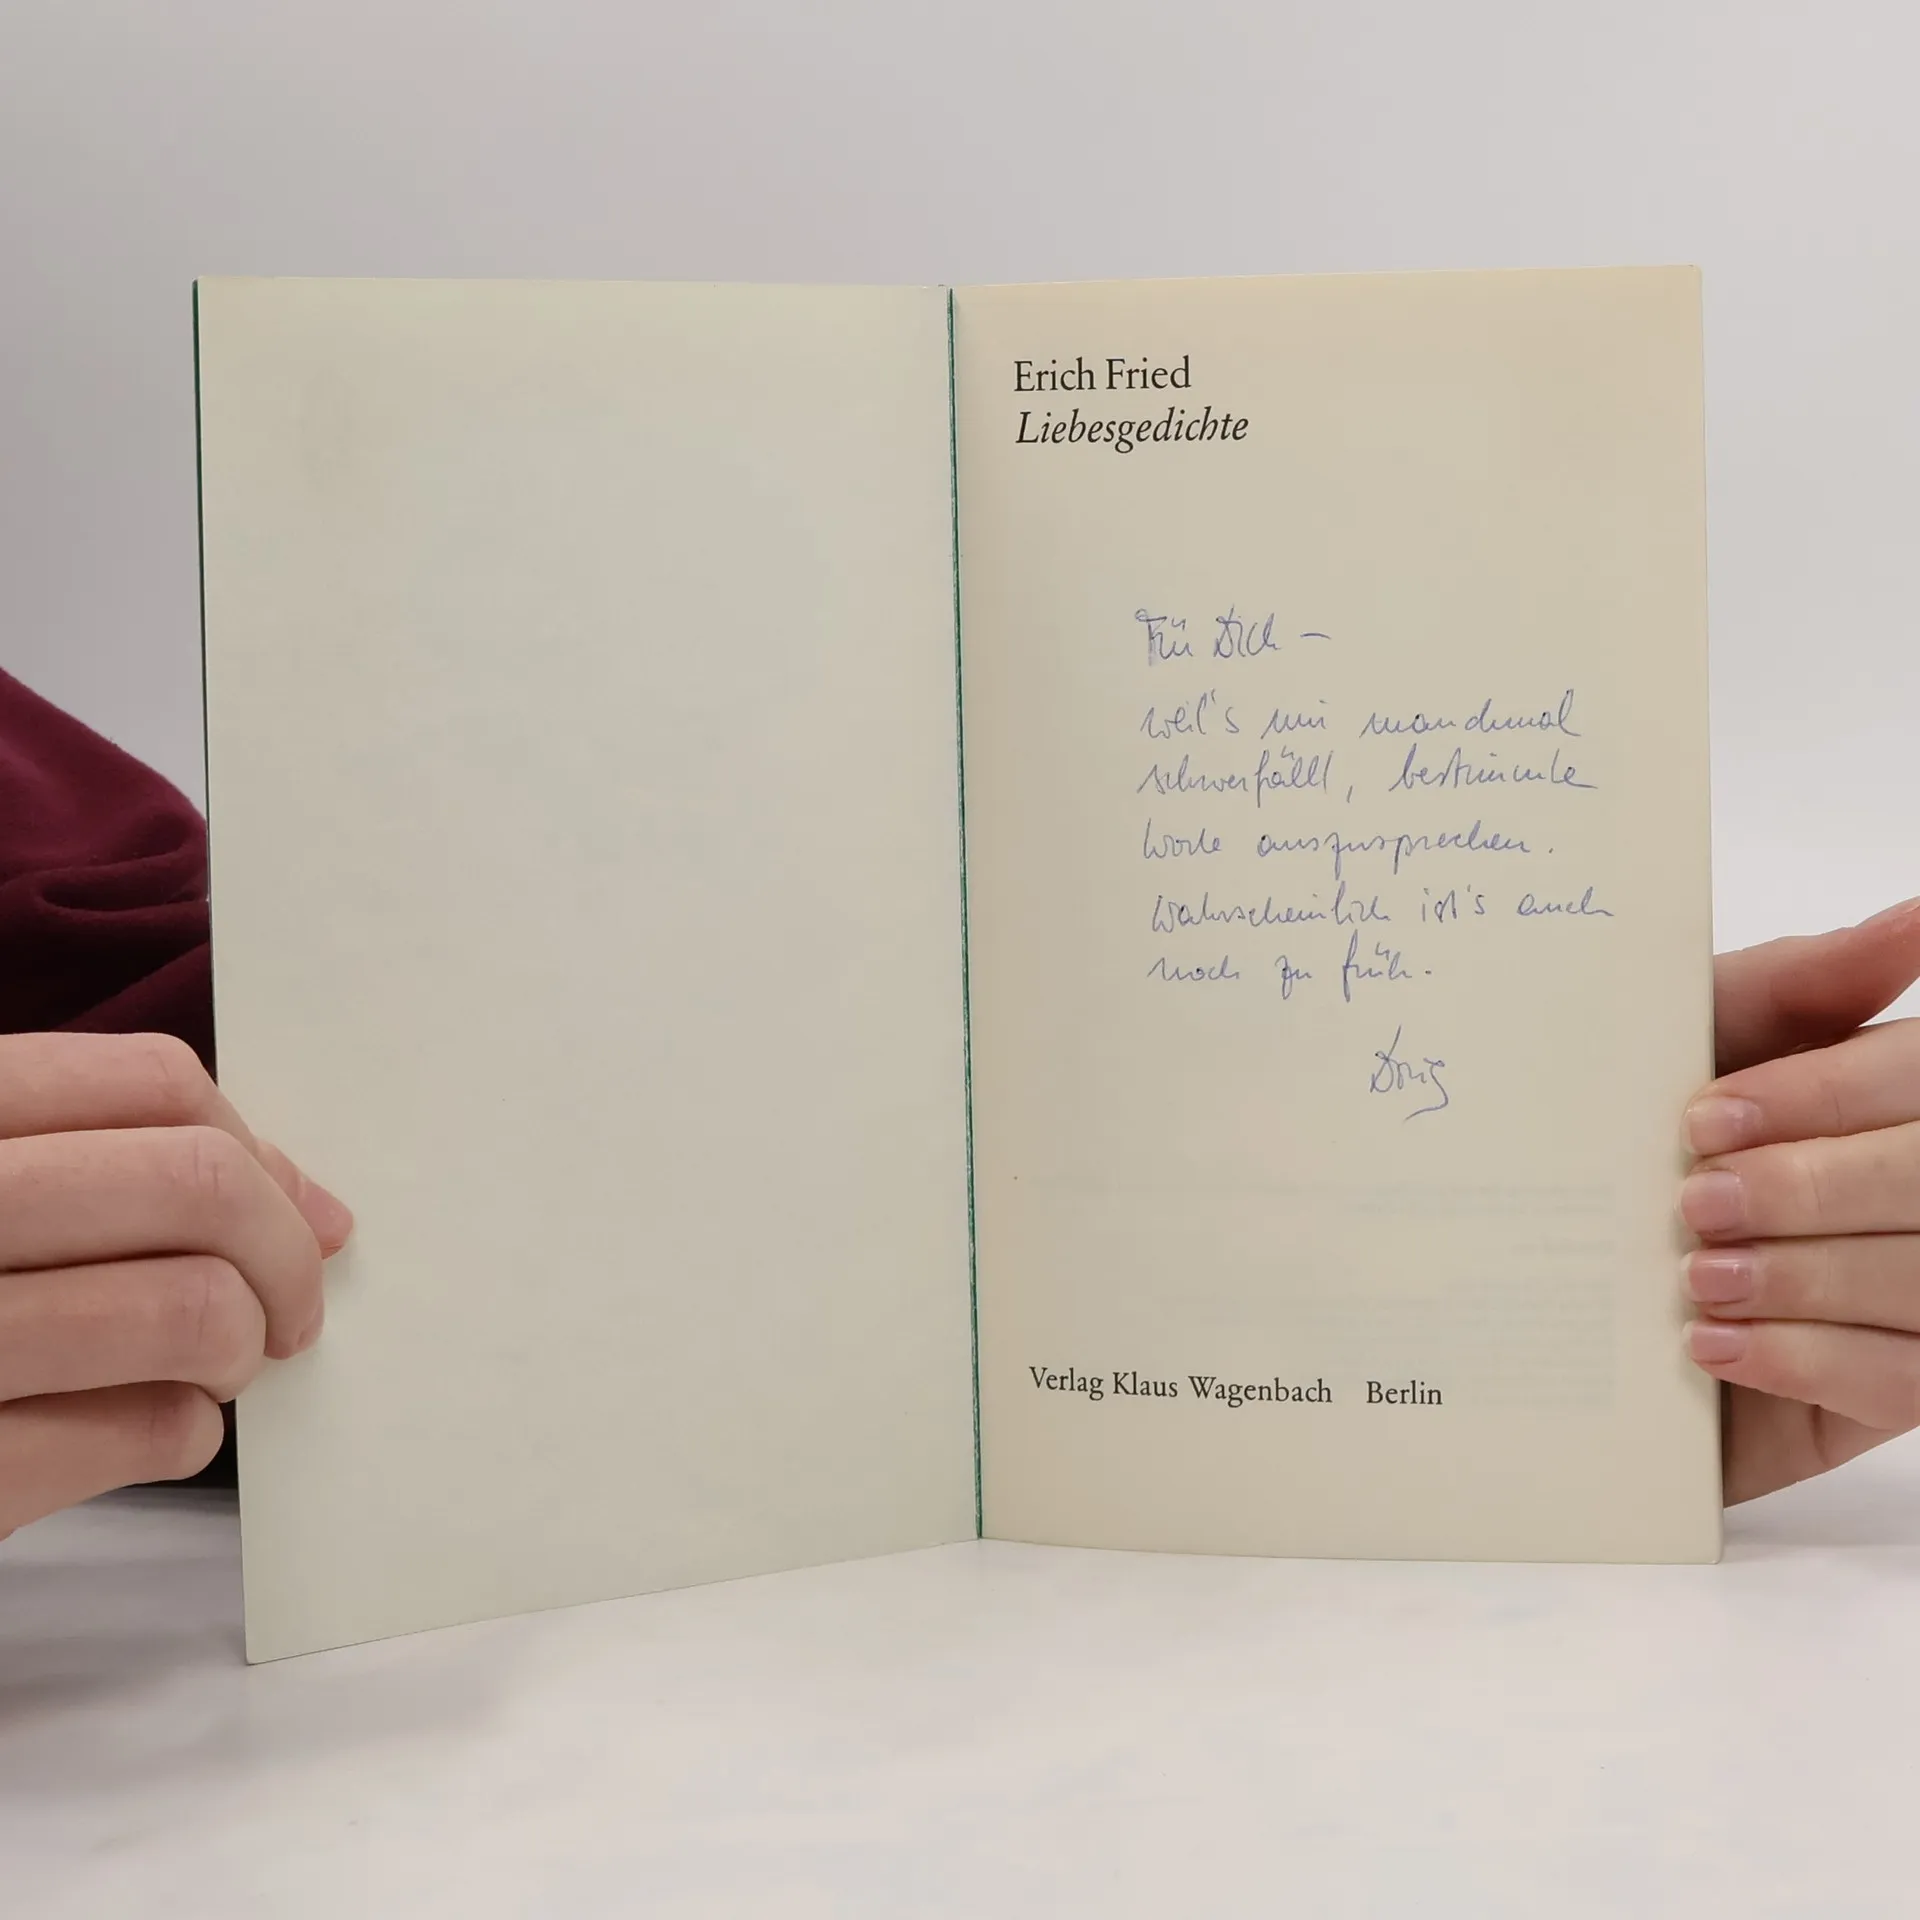 Erich Fried
Liebesgedichte
Für Dich –
weil's mir manchmal
schwerfällt, bestimmte
Worte auszusprechen.
Wahrscheinlich ist's auch
noch zu früh.
Doris
Verlag Klaus Wagenbach Berlin